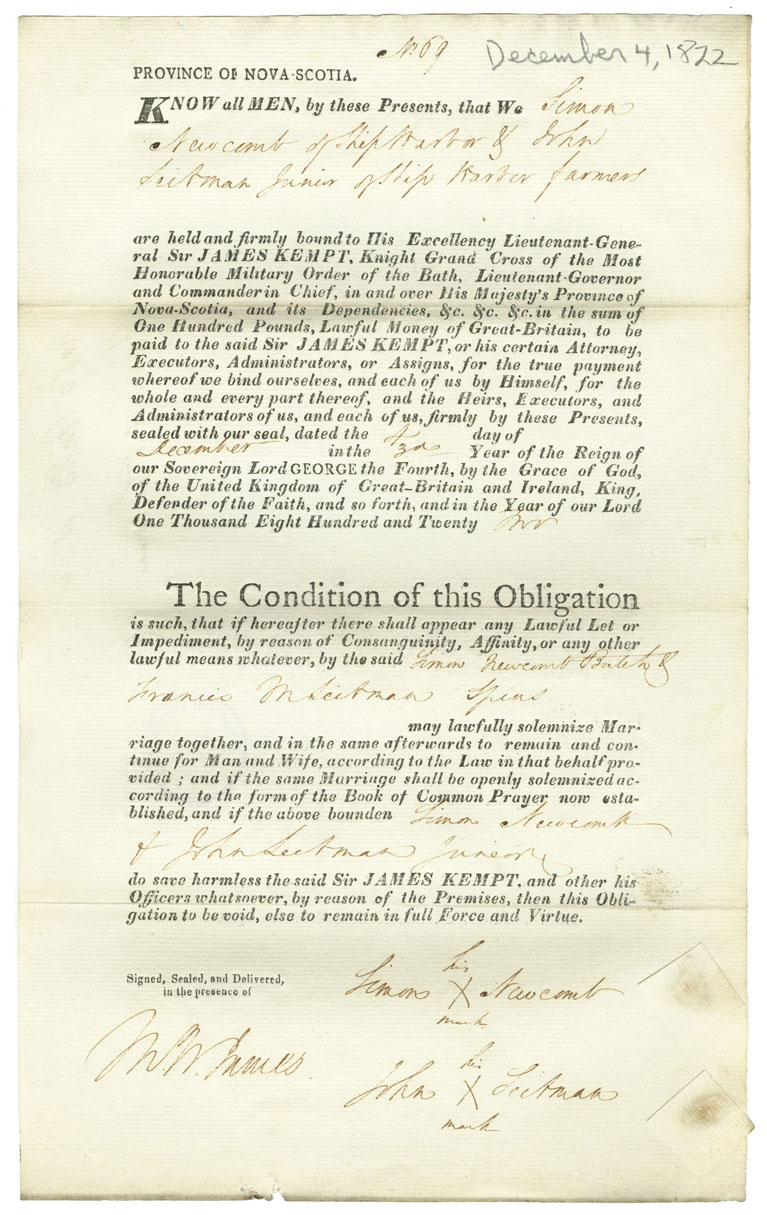 No 69
December 4, 1822
PROVINCE OF NOVA-SCOTIA.
KNOW all MEN, by these Presents, that We Simon
Newcomb of Ship Harbor & John
Leitman Junior of Ship Harbor farmers
are held and firmly bound to His Excellency Lieutenant-Gene-
ral Sir JAMES KEMPT, Knight Grand Cross of the Most
Honorable Military Order of the Bath, Lieutenant-Governor
and Commander in Chief, in and over His Majesty's Province of
Nova-Scotia, and its Dependencies, &c. &c. &c. in the sum of
One Hundred Pounds, Lawful Money of Great-Britain, to be
paid to the said Sir JAMES KEMPT, or his certain Attorney,
Executors, Administrators, or Assigns, for the true payment
whereof we bind ourselves, and each of us by Himself, for the
whole and every part thereof, and the Heirs, Executors, and
Administrators of us, and each of us, firmly by these Presents,
sealed with our seal, dated the 4 day of
December in the 3d Year of the Reign of
our Sovereign Lord GEORGE the Fourth, by the Grace of God,
of the United Kingdom of Great-Britain and Ireland, King,
Defender of the Faith, and so forth, and in the Year of our Lord
One Thousand Eight Hundred and Twenty two
The Condition of this Obligation
is such, that if hereafter there shall appear any Lawful Let or
Impediment, by reason of Consanguinity, Affinity, or any other
lawful means whatever, by the said Simon Newcomb Batch &
Francis M Leitman Spins
may lawfully solemnize Mar-
riage together, and in the same afterwards to remain and con-
tinue for Man and Wife, according to the Law in that behalf pro-
vided; and if the same Marriage shall be openly solemnized ac-
cording to the form of the Book of Common Prayer now esta-
blished, and if the above bounden Simon Newcomb
& John Leitman Junior
do save harmless the said Sir JAMES KEMPT, and other his
Officers whatsoever, by reason of the Premises, then this Obli-
gation to be void, else to remain in full Force and Virtue.
Signed, Sealed, and Delivered,
in the presence of
his
Simon X Newcomb
mark
James
his
John X Leitman
mark